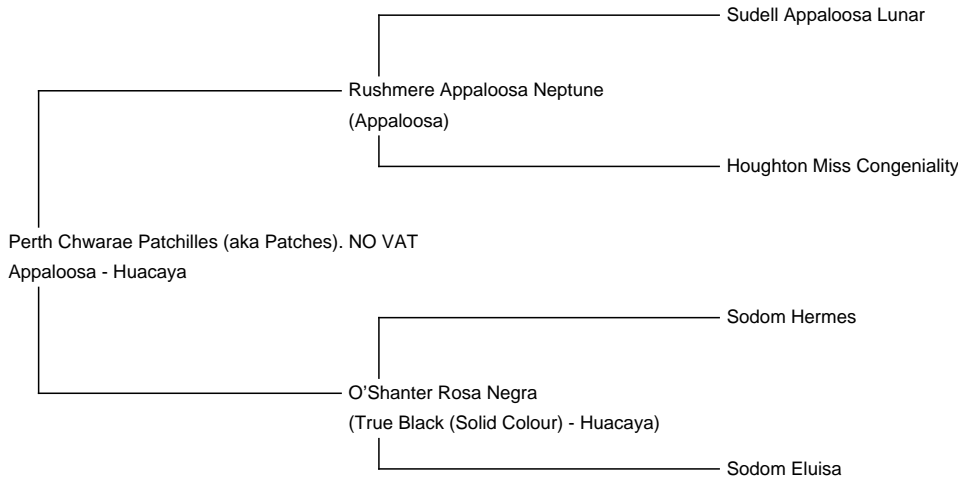 Sudell Appaloosa Lunar
Rushmere Appaloosa Neptune
(Appaloosa)
Houghton Miss Congeniality
Perth Chwarae Patchilles (aka Patches). NO VAT
Appaloosa - Huacaya
Sodom Hermes
O'Shanter Rosa Negra
(True Black (Solid Colour) - Huacaya)
Sodom Eluisa